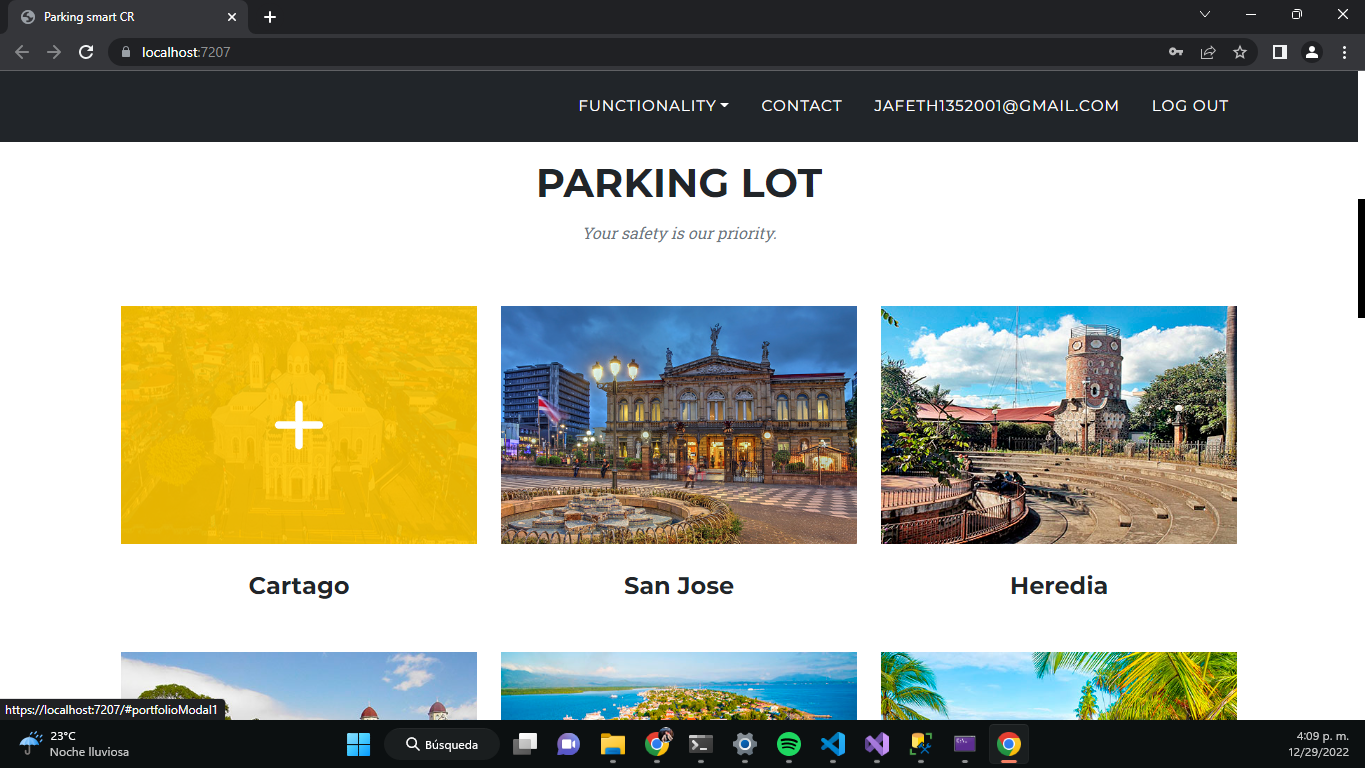 Parking smart CR
localhost:7207
FUNCTIONALITY
CONTACT
JAFETH1352001@GMAIL.COM
LOG OUT
PARKING LOT
Your safety is our priority.
Cartago
San Jose
Heredia
https://localhost:7207/#portfolioModal1
23°C
Noche lluviosa
Búsqueda
4:09 p. m.
12/29/2022